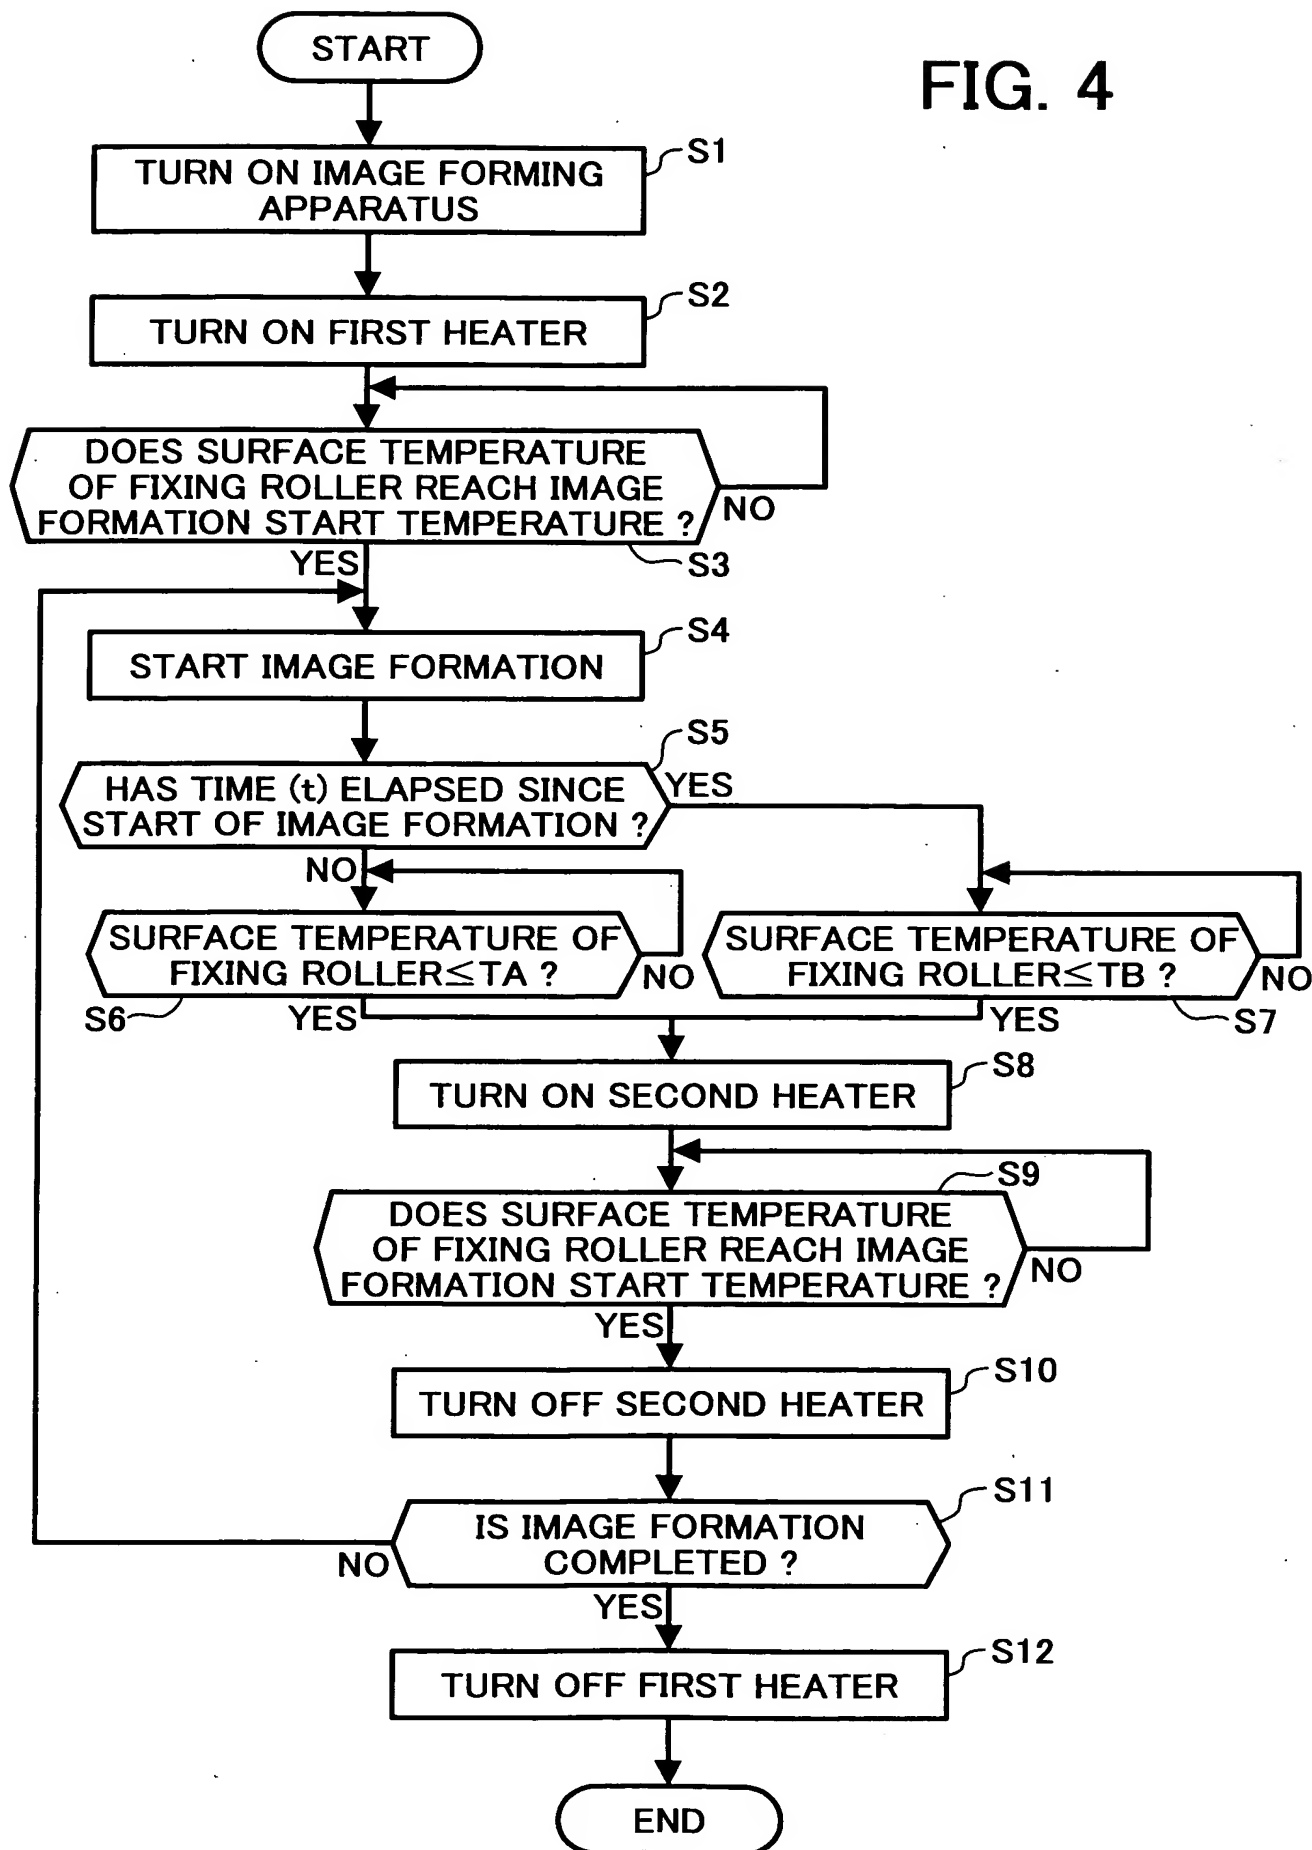 START
FIG. 4
S1
TURN ON IMAGE FORMING
APPARATUS
S2
TURN ON FIRST HEATER
DOES SURFACE TEMPERATURE
OF FIXING ROLLER REACH IMAGE
FORMATION START TEMPERATURE ?
NO
YES
S3
S4
START IMAGE FORMATION
S5
HAS TIME (t) ELAPSED SINCE
START OF IMAGE FORMATION ?
YES
NO
SURFACE TEMPERATURE OF
FIXING ROLLER≦TA ?
NO
S6
YES
SURFACE TEMPERATURE OF
FIXING ROLLER≦TB ?
NO
YES
S7
S8
TURN ON SECOND HEATER
S9
DOES SURFACE TEMPERATURE
OF FIXING ROLLER REACH IMAGE
FORMATION START TEMPERATURE ?
NO
YES
S10
TURN OFF SECOND HEATER
S11
IS IMAGE FORMATION
COMPLETED ?
NO
YES
S12
TURN OFF FIRST HEATER
END